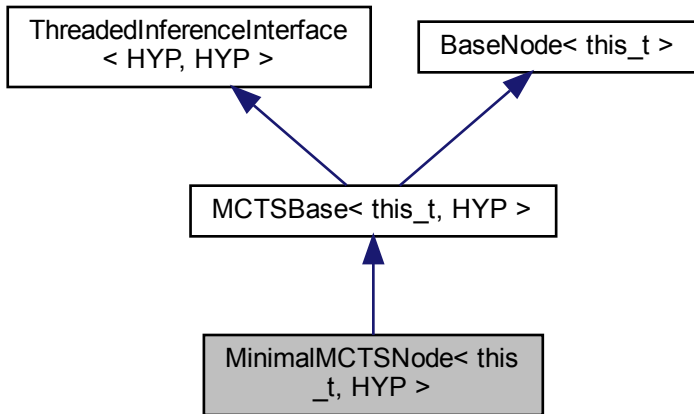 ThreadedInferenceInterface
< HYP, HYP >
BaseNode< this_t >
MCTSBase< this_t, HYP >
MinimalMCTSNode< this
_t, HYP >